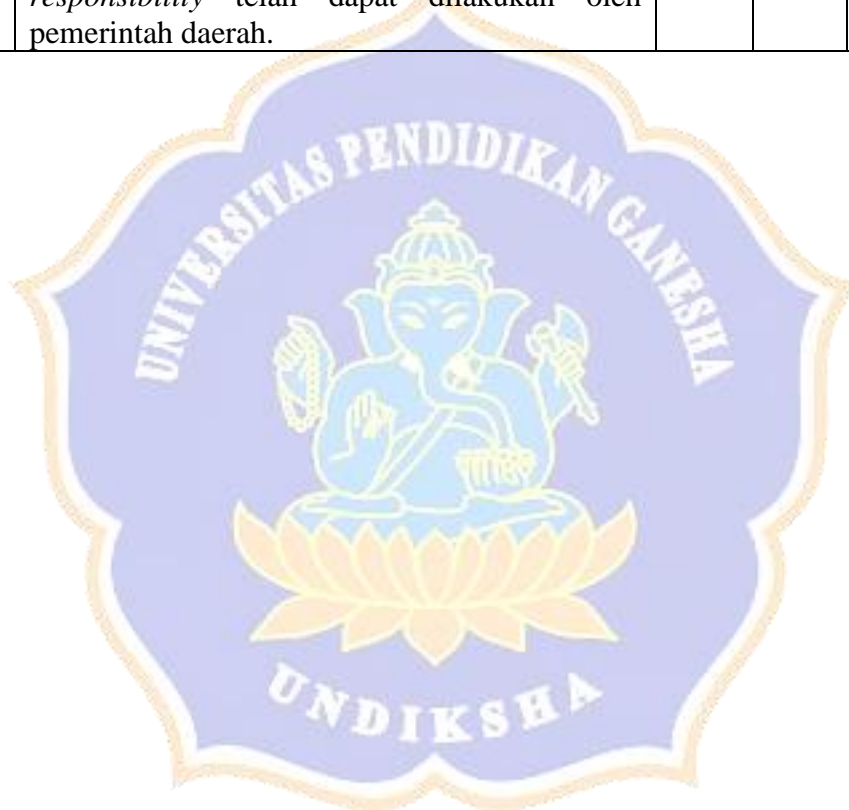 responsibility telah dapat dilakukan oleh
pemerintah daerah.
UNIVERSITAS PENDIDIKAN GANESHA
UNDIKSHA